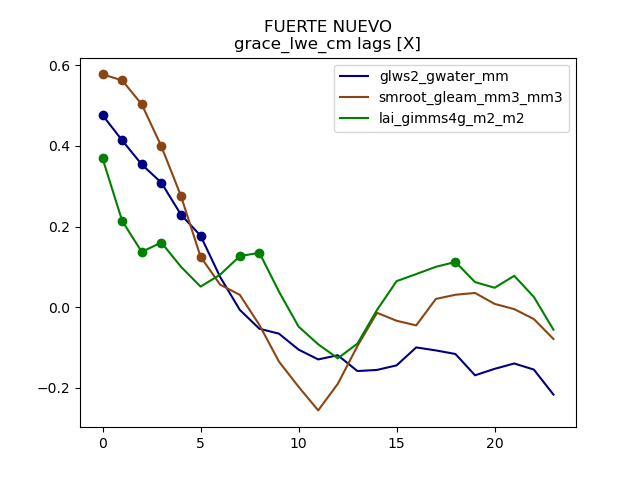 FUERTE NUEVO
grace_lwe_cm lags [X]
glws2_gwater_mm
smroot_gleam_mm3_mm3
lai_gimms4g_m2_m2
0.6
0.4
0.2
0.0
−0.2
0 5 10 15 20